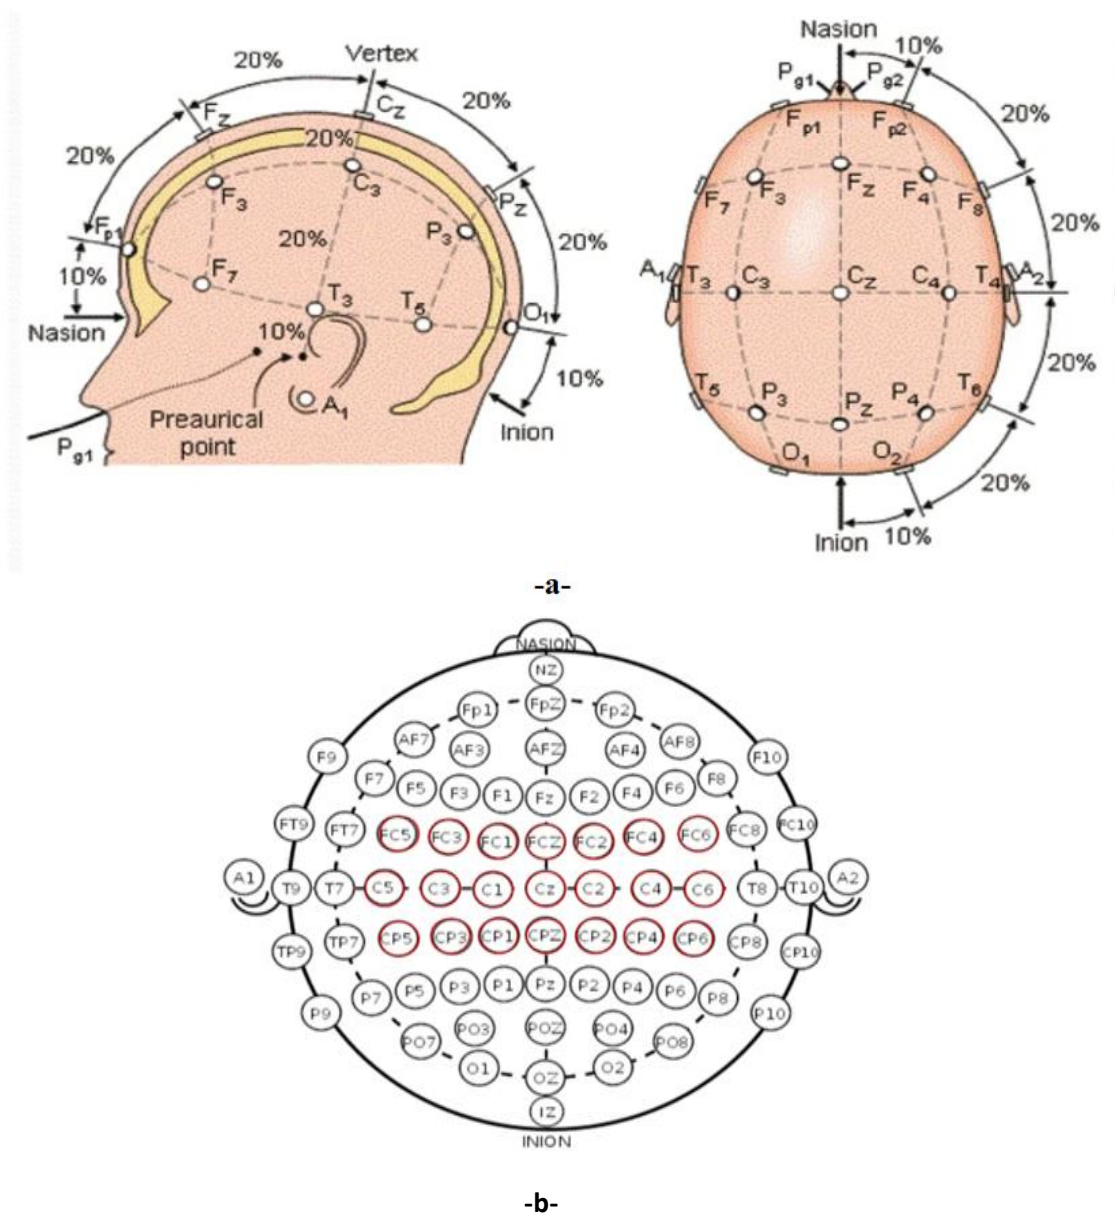 Vertex
20%
Fz
Cz
20%
20%
20%
Fp1
F3
C3
Pz
P3
20%
20%
10%
F7
T3
T5
O1
Nasion
10%
10%
Preaurical
point
A1
Inion
Pg1
Nasion
10%
Pg1
Pg2
Fp1
Fp2
20%
F7
F3
Fz
F4
F8
20%
A1
T3
C3
Cz
C4
T4
A2
20%
T5
P3
Pz
P4
T6
O1
O2
20%
10%
Inion
-a-
NASION
NZ
Fp1 FpZ Fp2
AF7 AF3 AFZ AF4 AF8
F9 F7 F5 F3 F1 Fz F2 F4 F6 F8 F10
FT9 FT7 FC5 FC3 FC1 FCZ FC2 FC4 FC6 FC8 FC10
A1 T9 T7 C5 C3 C1 Cz C2 C4 C6 T8 T10 A2
TP9 TP7 CP5 CP3 CP1 CPZ CP2 CP4 CP6 CP8 CP10
P9 P7 P5 P3 P1 Pz P2 P4 P6 P8 P10
PO7 PO3 POZ PO4 PO8
O1 OZ O2
IZ
INION
-b-